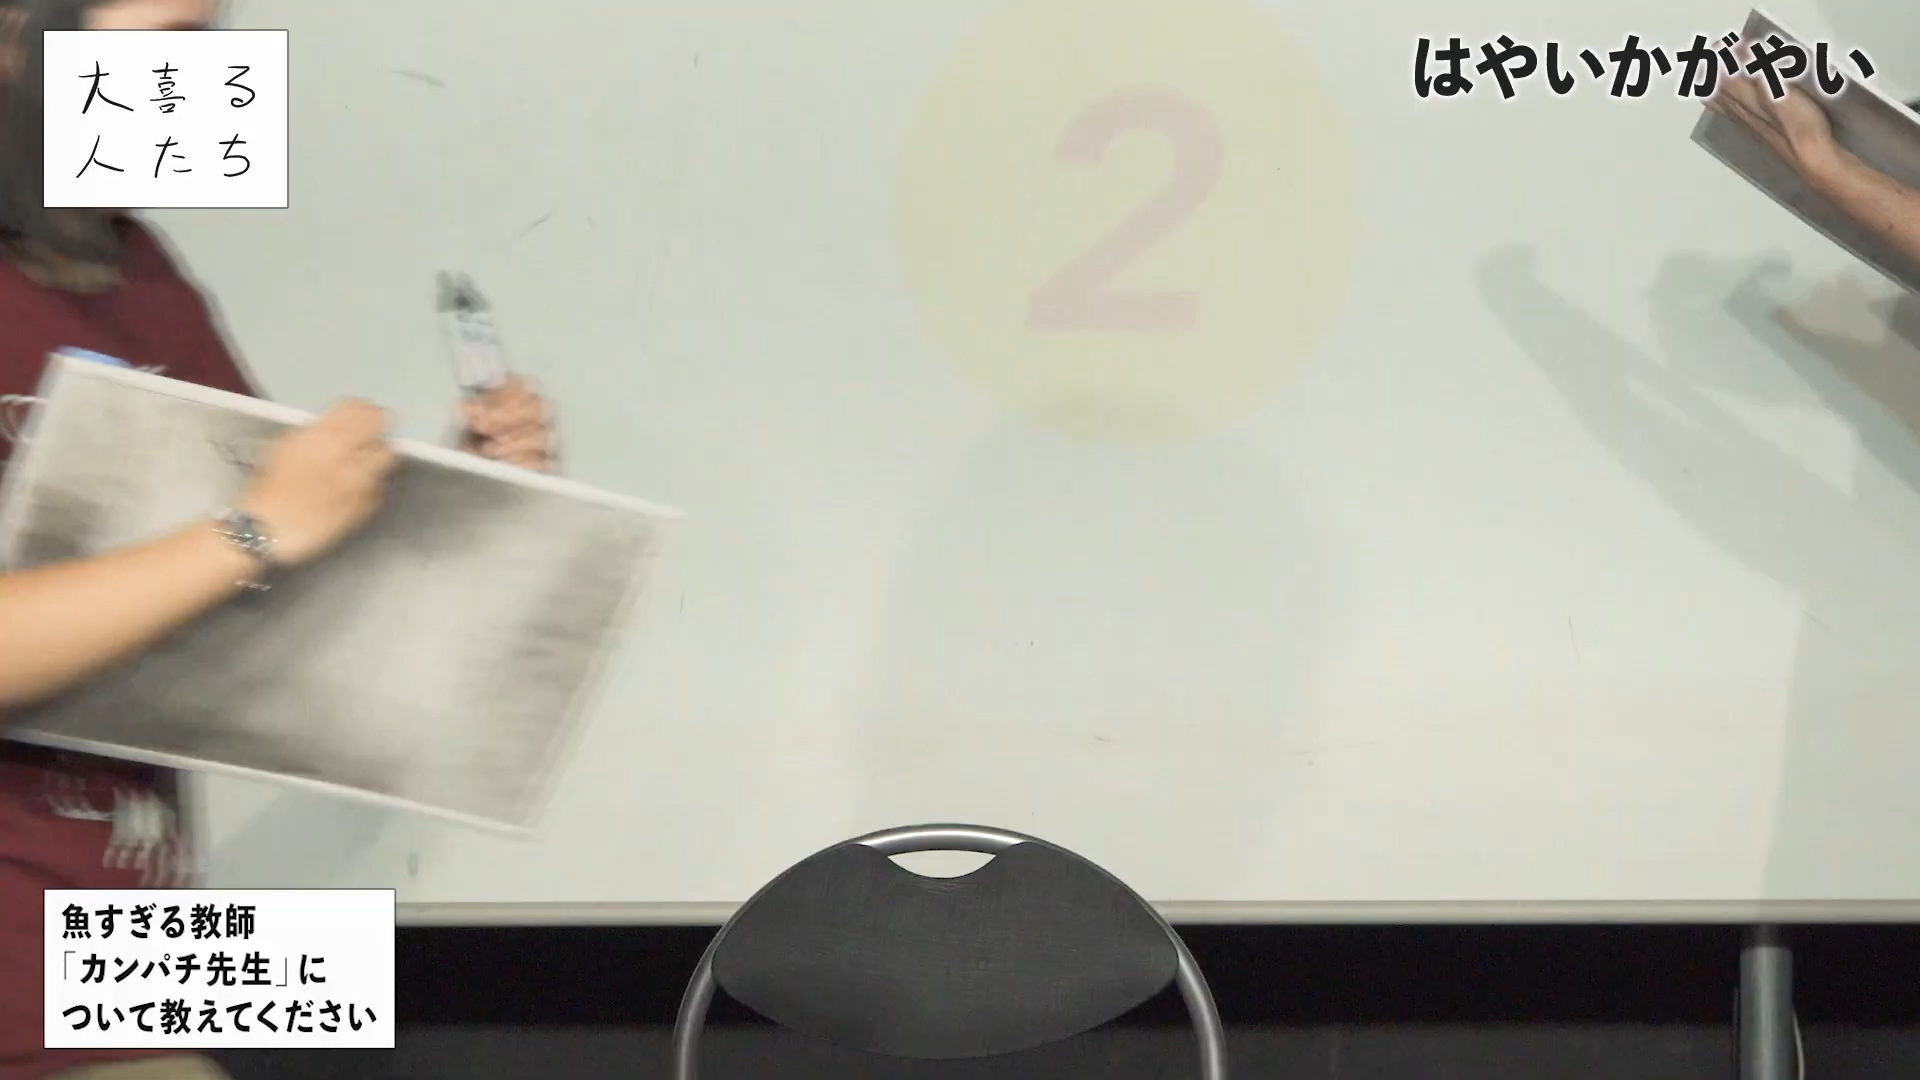 大喜る
人たち
はやいかがやい
2
魚すぎる教師
「カンパチ先生」に
ついて教えてください